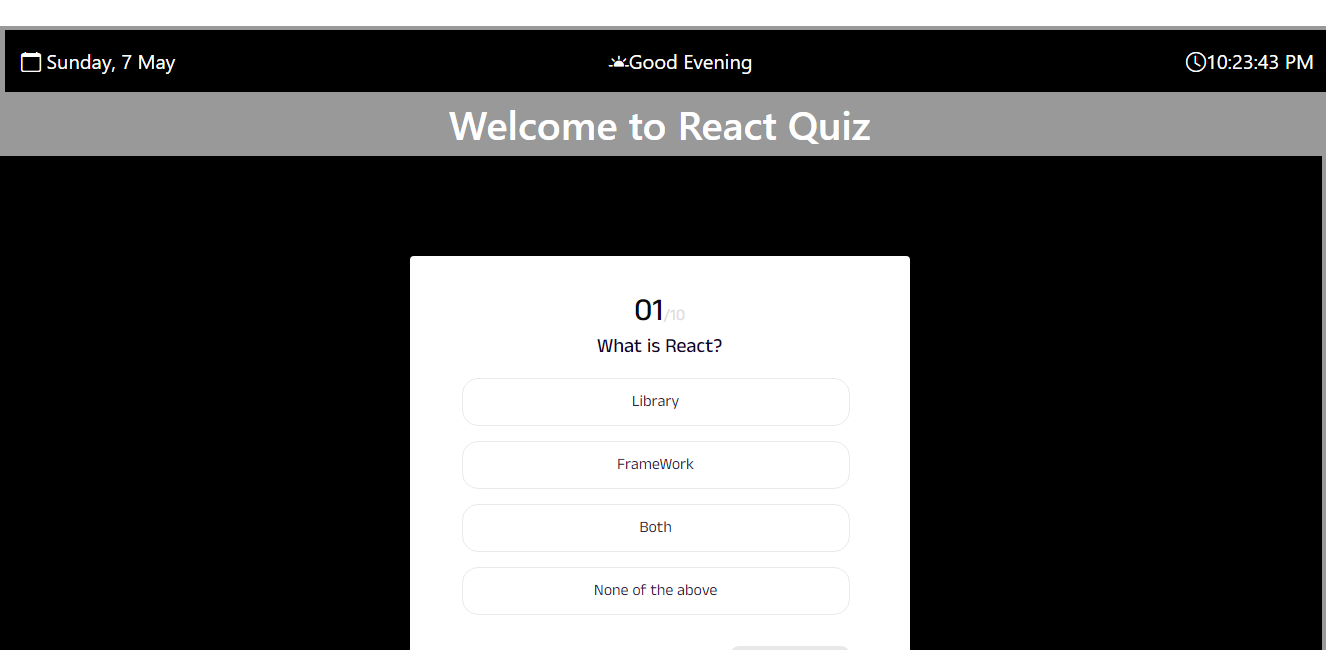 Sunday, 7 May
Good Evening
10:23:43 PM
Welcome to React Quiz
01/10
What is React?
Library
FrameWork
Both
None of the above